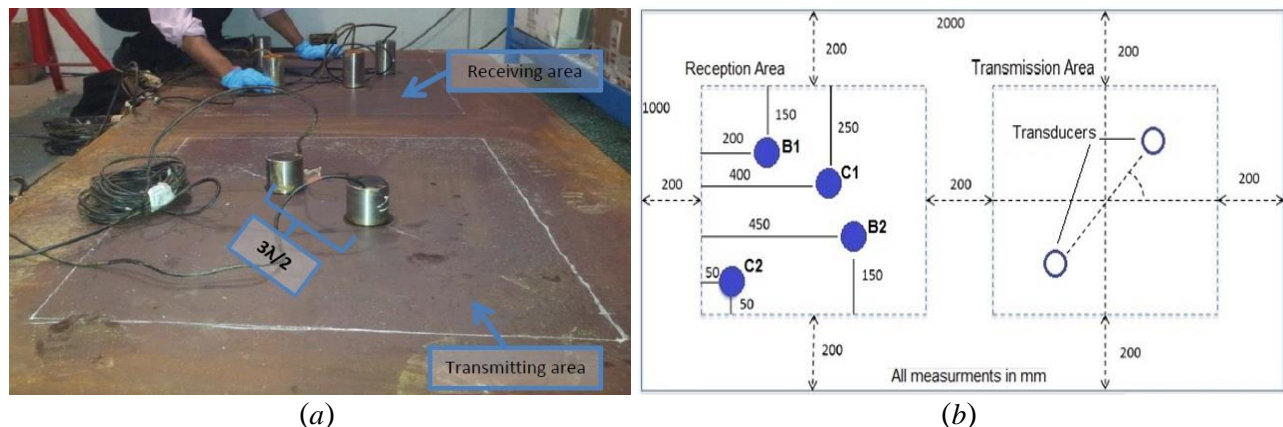 Receiving area
3λ/2
Transmitting area
(a)
2000
200
200
Reception Area
Transmission Area
1000
150
250
Transducers
200
B1
400
C1
200
200
200
450
B2
C2
50
150
50
200
200
All measurments in mm
(b)